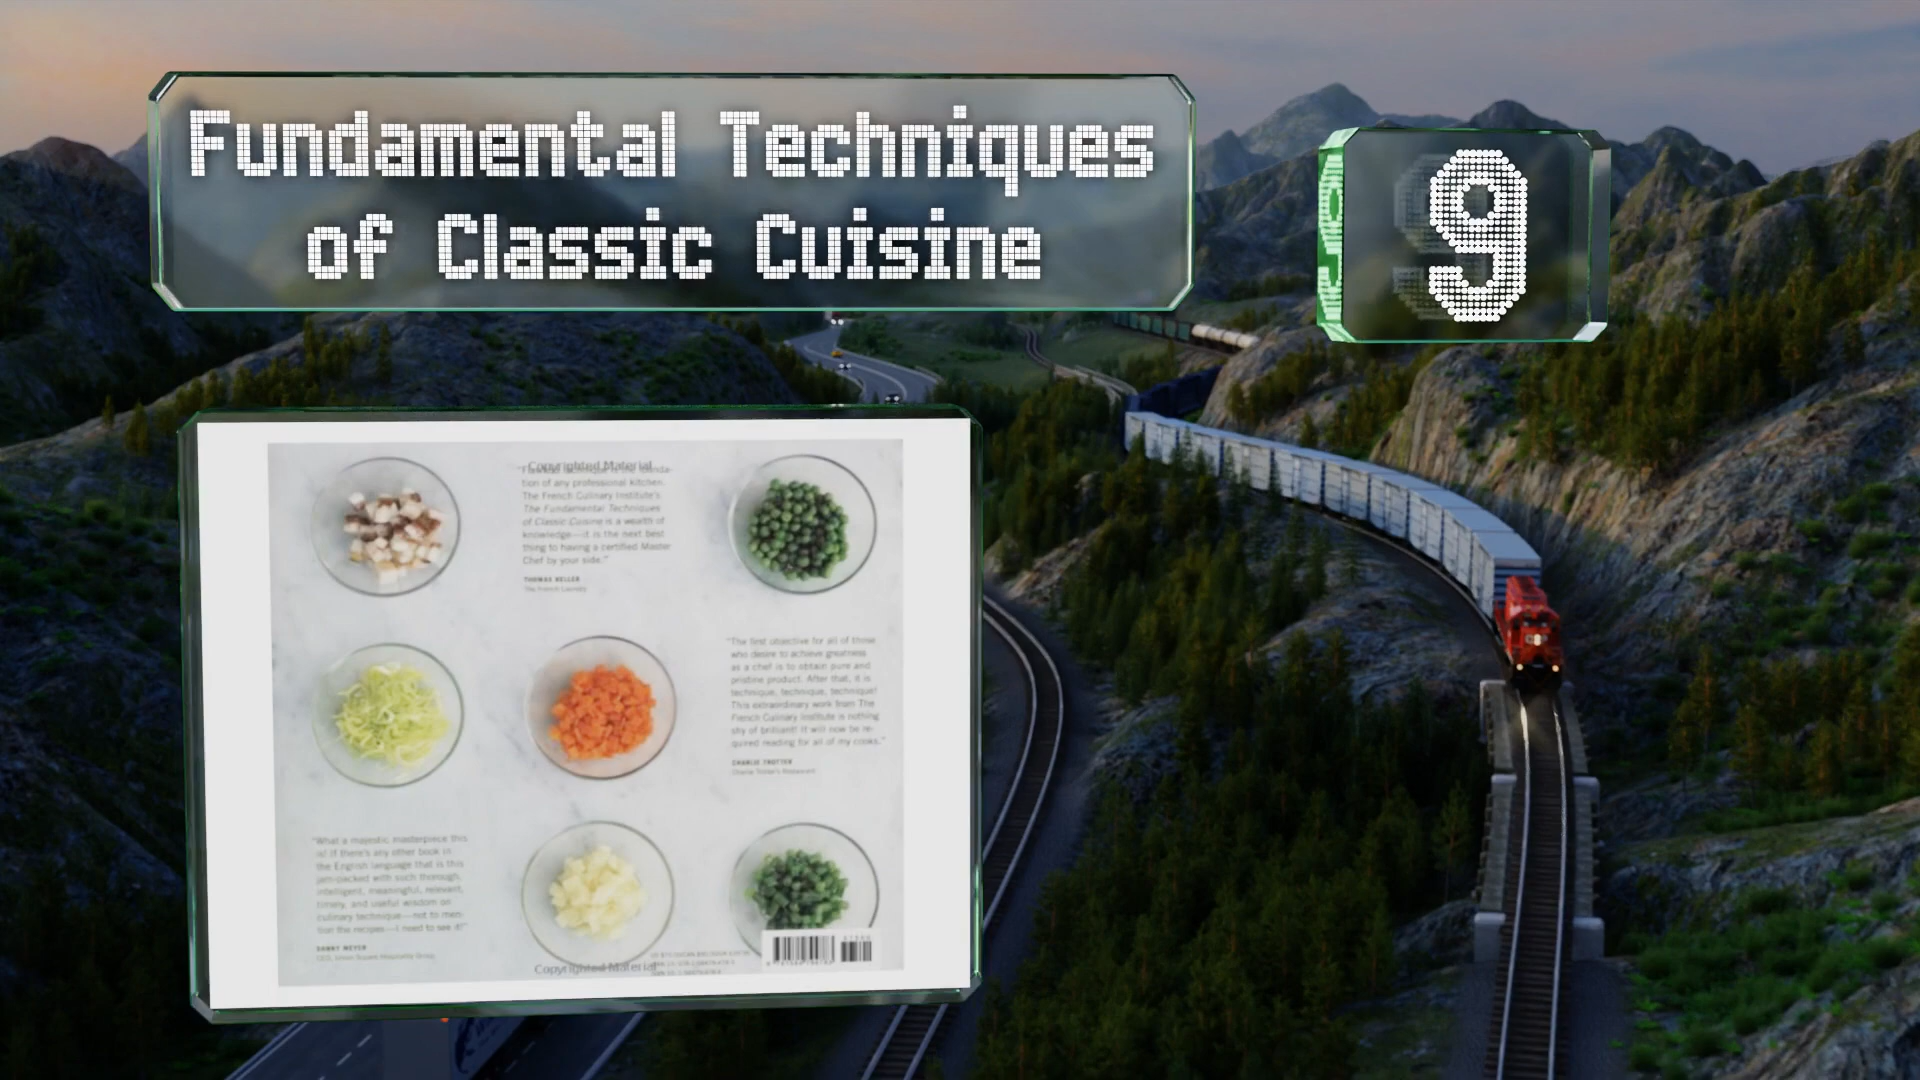 Fundamental Techniques
of Classic Cuisine
9
Copyrighted Material
tion of any professional kitchen.
The French Culinary Institute's
The Fundamental Techniques
of Classic Cuisine is a wealth of
knowledge—it is the next best
thing to having a certified Master
Chef by your side."
THOMAS KELLER
The French Laundry
"The first objective for all of those
who desire to achieve greatness
as a chef is to obtain pure and
pristine product. After that, it is
technique, technique, technique!
This extraordinary work from The
French Culinary Institute is nothing
shy of brilliant! It will now be re-
quired reading for all of my cooks."
CHARLIE TROTTER
Charlie Trotter's Restaurant
"What a majestic masterpiece this
is! If there's any other book in
the English language that is this
jam-packed with such thorough,
intelligent, meaningful, relevant,
timely, and useful wisdom on
culinary technique—not to men-
tion the recipes—I need to see it!"
DANNY MEYER
CEO, Union Square Hospitality Group
Copyrighted Material